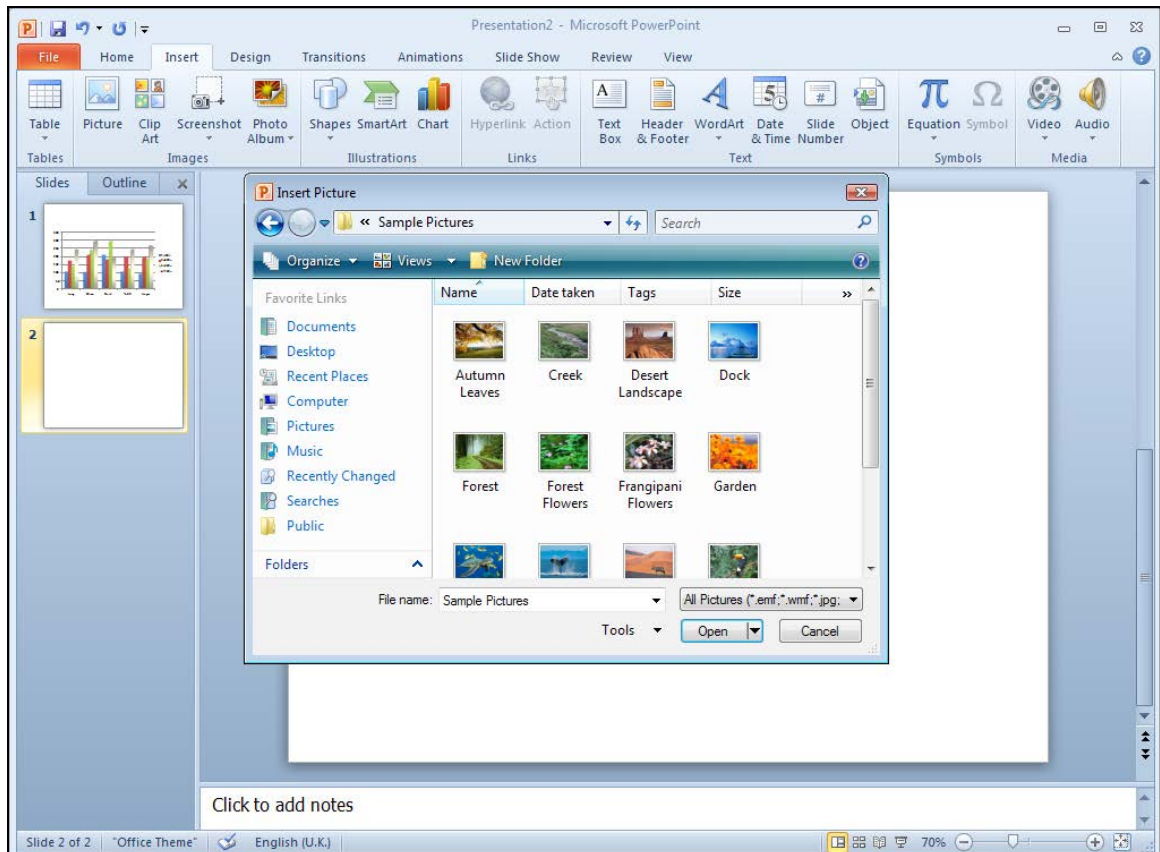 Presentation2 - Microsoft PowerPoint
File Home Insert Design Transitions Animations Slide Show Review View
Table Picture Clip Art Screenshot Photo Album Shapes SmartArt Chart Hyperlink Action Text Box Header & Footer WordArt Date & Time Slide Number Object Equation Symbol Video Audio
Tables Images Illustrations Links Text Symbols Media
Slides Outline
1
2
Insert Picture
« Sample Pictures Search
Organize Views New Folder
Favorite Links
Documents
Desktop
Recent Places
Computer
Pictures
Music
Recently Changed
Searches
Public
Folders
Name Date taken Tags Size »
Autumn Creek Desert Dock
Leaves Landscape
Forest Forest Frangipani Garden
Flowers Flowers
File name: Sample Pictures All Pictures (*.emf;*.wmf;*.jpg;
Tools Open Cancel
Click to add notes
Slide 2 of 2 "Office Theme" English (U.K.) 70%